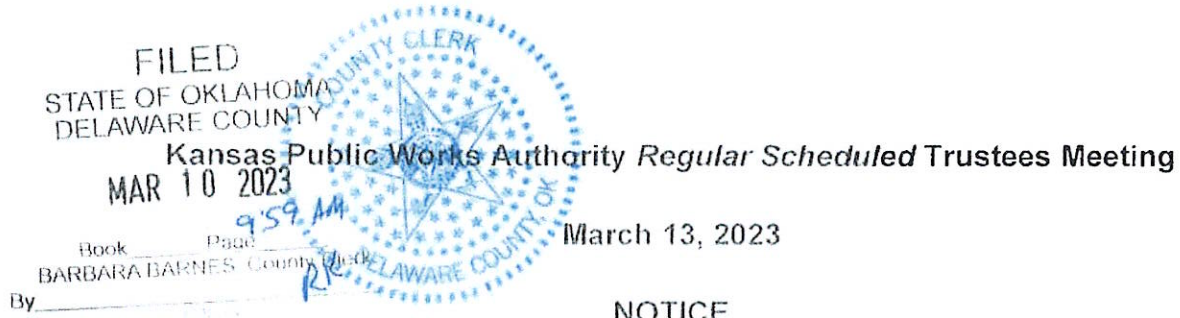 FILED
STATE OF OKLAHOMA
DELAWARE COUNTY
COUNTY CLERK
DELAWARE COUNTY, OK
Kansas Public Works Authority Regular Scheduled Trustees Meeting
MAR 10 2023
9:59 AM
March 13, 2023
Book Page
BARBARA BARNES County Clerk
By RR
NOTICE